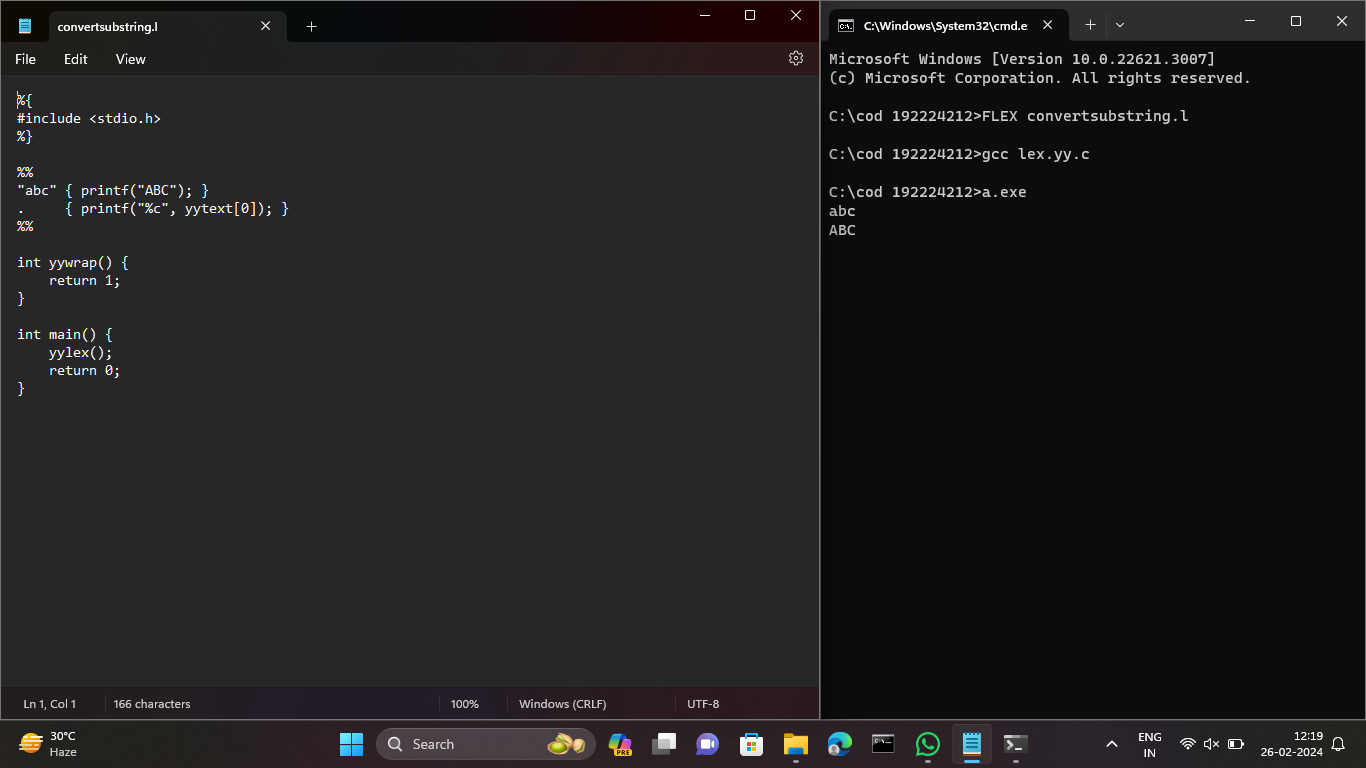 convertsubstring.l
File Edit View
%{
#include <stdio.h>
%}
%%
"abc" { printf("ABC"); }
.     { printf("%c", yytext[0]); }
%%
int yywrap() {
    return 1;
}
int main() {
    yylex();
    return 0;
}
Ln 1, Col 1 166 characters 100% Windows (CRLF) UTF-8
C:\Windows\System32\cmd.e
Microsoft Windows [Version 10.0.22621.3007]
(c) Microsoft Corporation. All rights reserved.
C:\cod 192224212>FLEX convertsubstring.l
C:\cod 192224212>gcc lex.yy.c
C:\cod 192224212>a.exe
abc
ABC
30°C
Haze
Search
PRE
ENG
IN
12:19
26-02-2024